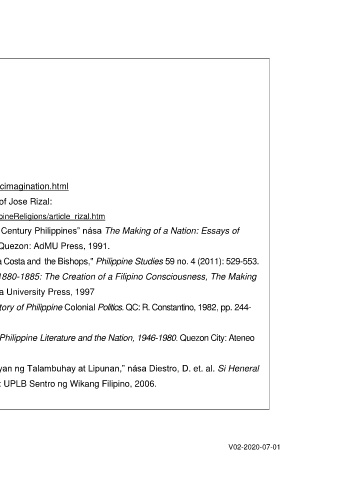 cimagination.html
of Jose Rizal:
pineReligions/article_rizal.htm
Century Philippines” nása The Making of a Nation: Essays of
Quezon: AdMU Press, 1991.
a Costa and the Bishops," Philippine Studies 59 no. 4 (2011): 529-553.
1880-1885: The Creation of a Filipino Consciousness, The Making
a University Press, 1997
tory of Philippine Colonial Politics. QC: R. Constantino, 1982, pp. 244-
Philippine Literature and the Nation, 1946-1980. Quezon City: Ateneo
yan ng Talambuhay at Lipunan,” nása Diestro, D. et. al. Si Heneral
: UPLB Sentro ng Wikang Filipino, 2006.
V02-2020-07-01